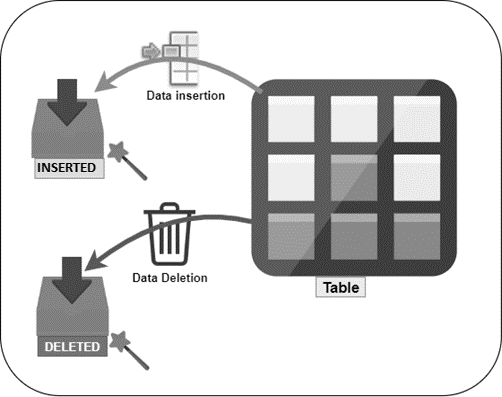 Data insertion
INSERTED
Data Deletion
Table
DELETED